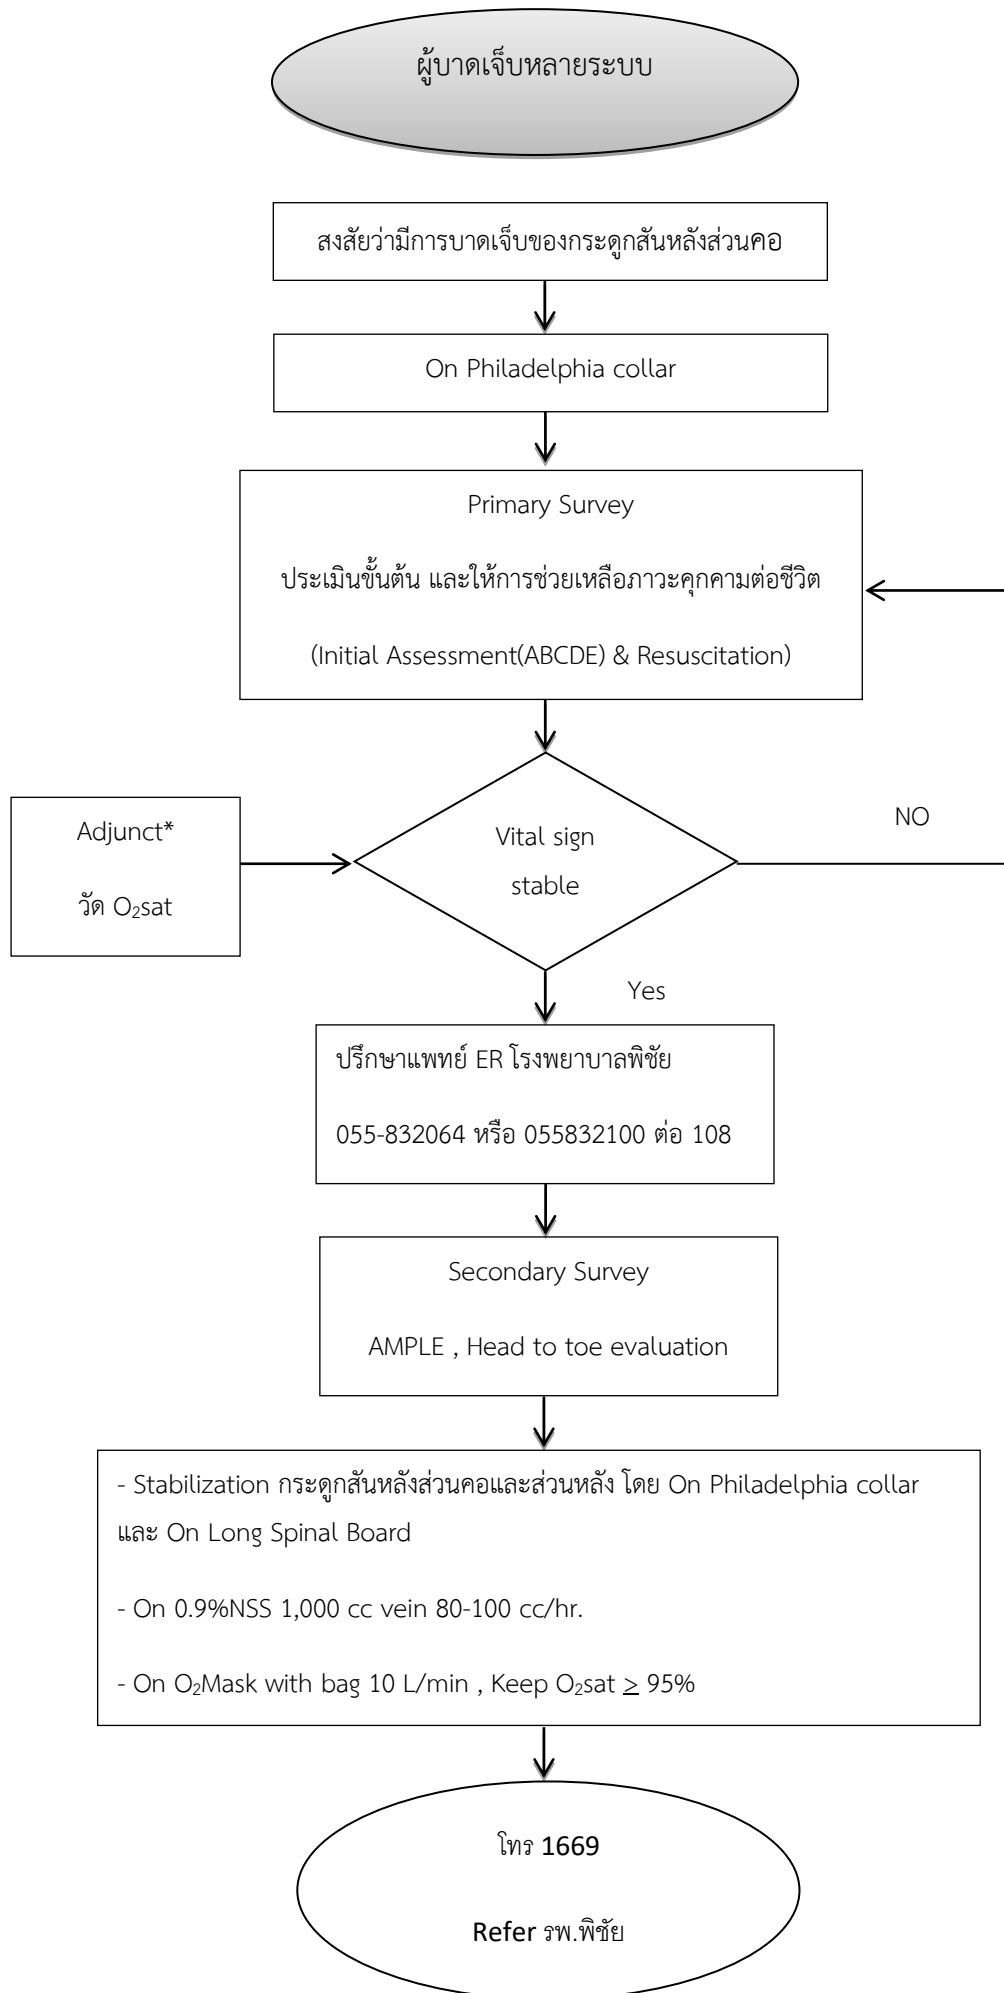 ผู้บาดเจ็บหลายระบบ
สงสัยว่ามีการบาดเจ็บของกระดูกสันหลังส่วนคอ
On Philadelphia collar
Primary Survey
ประเมินขั้นต้น และให้การช่วยเหลือภาวะคุกคามต่อชีวิต
(Initial Assessment(ABCDE) & Resuscitation)
Adjunct*
วัด O₂sat
Vital sign
stable
NO
Yes
ปรึกษาแพทย์ ER โรงพยาบาลพิชัย
055-832064 หรือ 055832100 ต่อ 108
Secondary Survey
AMPLE , Head to toe evaluation
- Stabilization กระดูกสันหลังส่วนคอและส่วนหลัง โดย On Philadelphia collar
และ On Long Spinal Board
- On 0.9%NSS 1,000 cc vein 80-100 cc/hr.
- On O₂Mask with bag 10 L/min , Keep O₂sat ≥ 95%
โทร 1669
Refer รพ.พิชัย